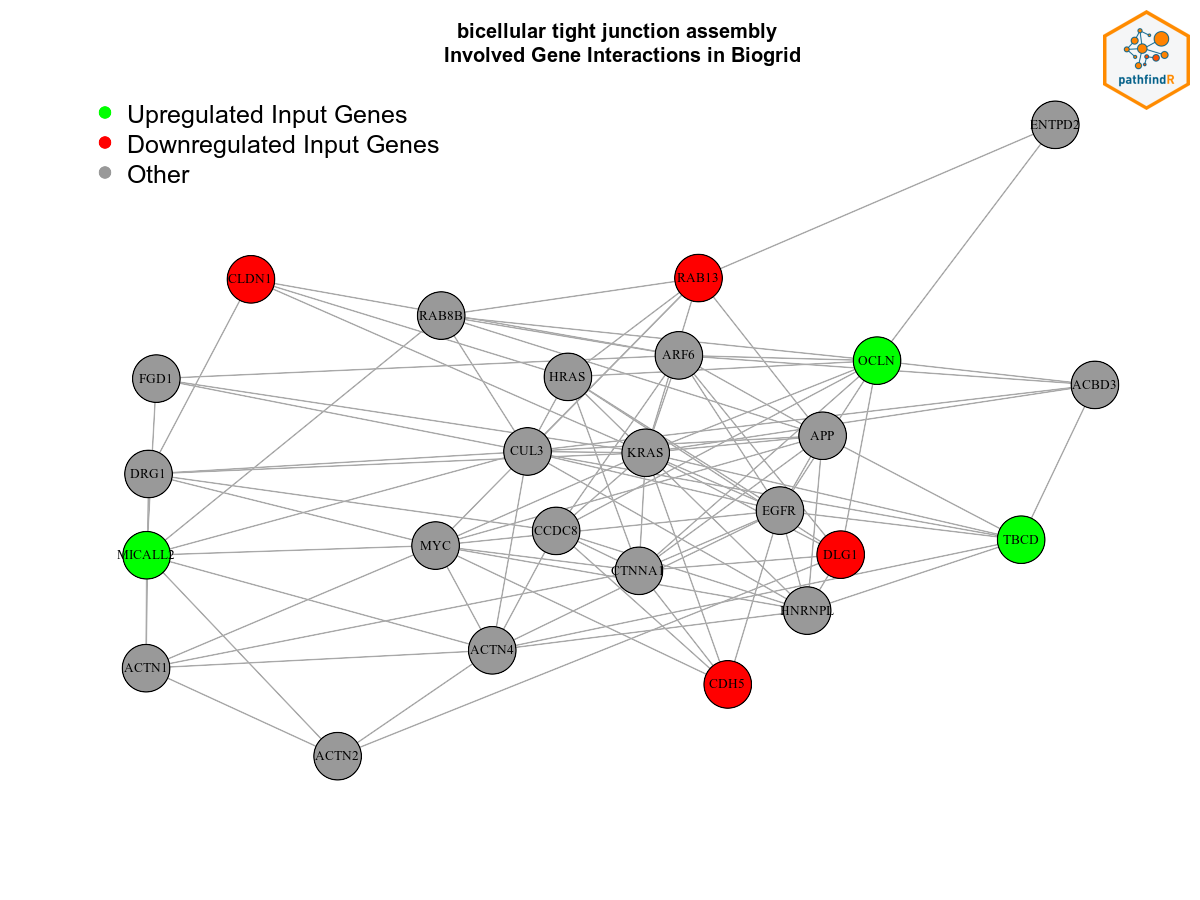 bicellular tight junction assembly
Involved Gene Interactions in Biogrid
pathfindR
Upregulated Input Genes
Downregulated Input Genes
Other
ENTPD2
CLDN1
RAB13
RAB8B
ARF6
OCLN
FGD1
HRAS
ACBD3
APP
CUL3
KRAS
DRG1
EGFR
CCDC8
MYC
TBCD
MICALL2
DLG1
CTNNA1
HNRNPL
ACTN4
ACTN1
CDH5
ACTN2